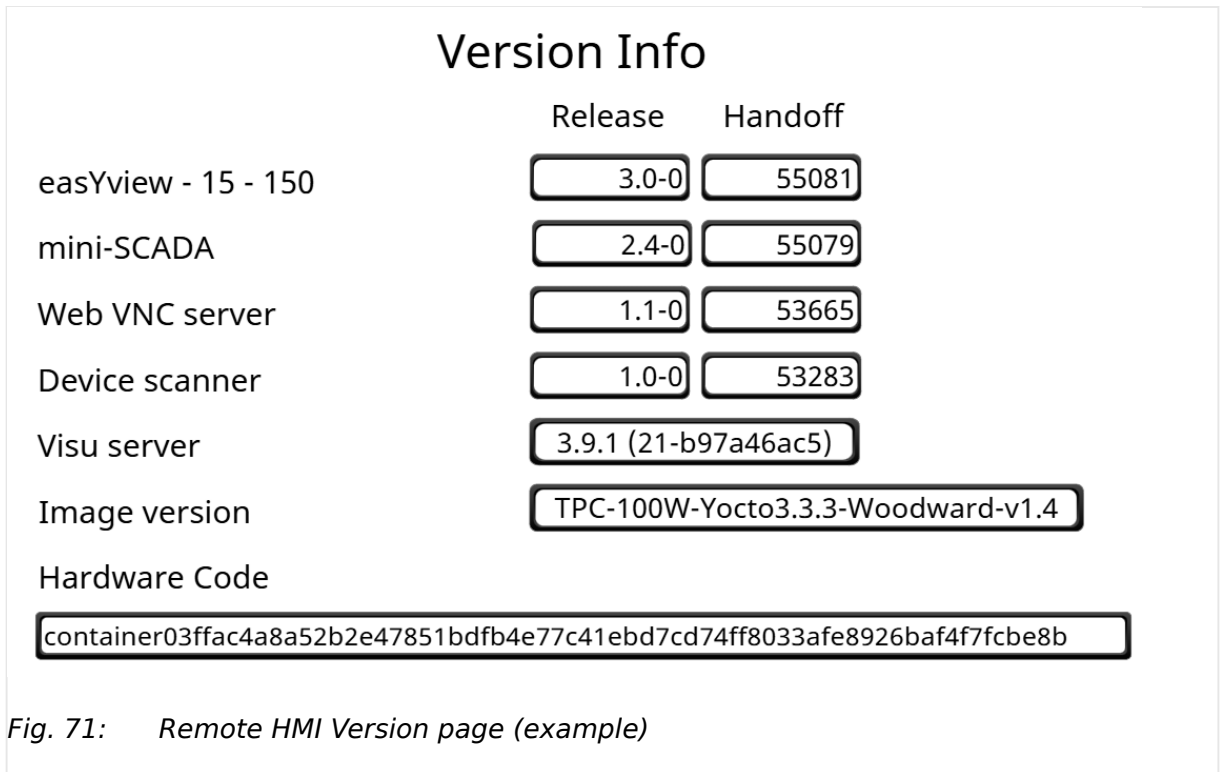 Version Info
Release Handoff
easYview - 15 - 150 3.0-0 55081
mini-SCADA 2.4-0 55079
Web VNC server 1.1-0 53665
Device scanner 1.0-0 53283
Visu server 3.9.1 (21-b97a46ac5)
Image version TPC-100W-Yocto3.3.3-Woodward-v1.4
Hardware Code
container03ffac4a8a52b2e47851bdfb4e77c41ebd7cd74ff8033afe8926baf4f7fcbe8b
Fig. 71: Remote HMI Version page (example)